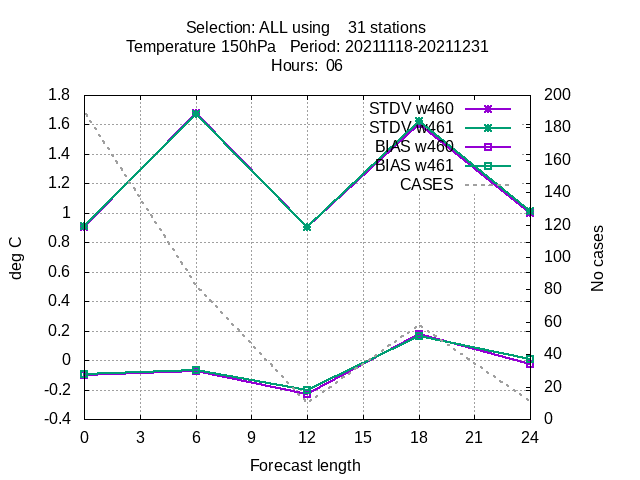 Selection: ALL using 31 stations
Temperature 150hPa Period: 20211118-20211231
Hours: 06
1.8
1.6
1.4
1.2
1
0.8
0.6
0.4
0.2
0
-0.2
-0.4
deg C
STDV w460
STDV w461
BIAS w460
BIAS w461
CASES
200
180
160
140
120
100
80
60
40
20
0
No cases
0 3 6 9 12 15 18 21 24
Forecast length